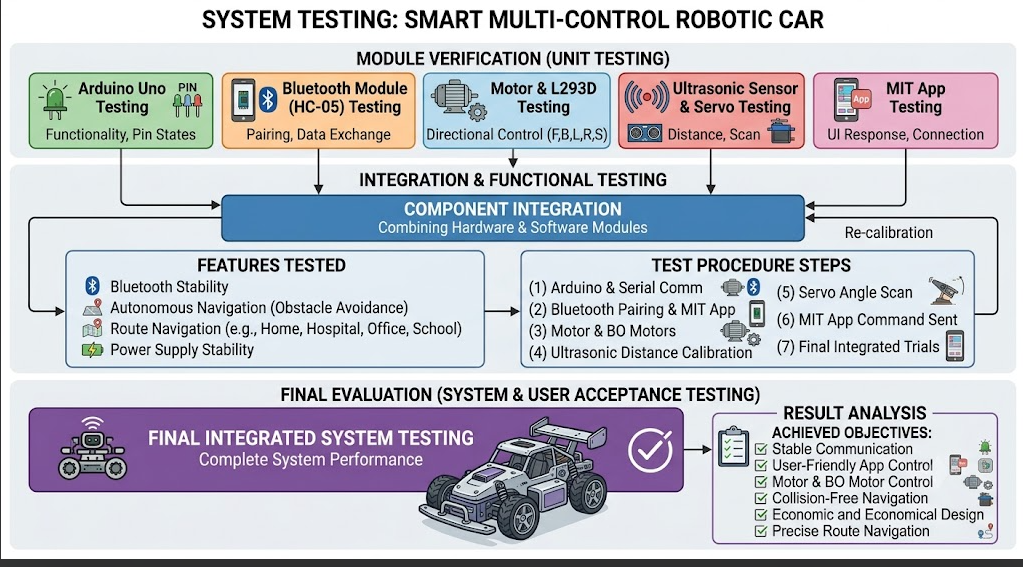 SYSTEM TESTING: SMART MULTI-CONTROL ROBOTIC CAR
MODULE VERIFICATION (UNIT TESTING)
Arduino Uno
Testing
PIN
Functionality, Pin States
Bluetooth Module
(HC-05) Testing
Pairing, Data Exchange
Motor & L293D
Testing
Directional Control (F,B,L,R,S)
Ultrasonic Sensor
& Servo Testing
Distance, Scan
MIT App
Testing
App
UI Response, Connection
INTEGRATION & FUNCTIONAL TESTING
COMPONENT INTEGRATION
Combining Hardware & Software Modules
Re-calibration
FEATURES TESTED
Bluetooth Stability
Autonomous Navigation (Obstacle Avoidance)
Route Navigation (e.g., Home, Hospital, Office, School)
Power Supply Stability
TEST PROCEDURE STEPS
(1) Arduino & Serial Comm
(2) Bluetooth Pairing & MIT App
(3) Motor & BO Motors
(4) Ultrasonic Distance Calibration
(5) Servo Angle Scan
(6) MIT App Command Sent
(7) Final Integrated Trials
FINAL EVALUATION (SYSTEM & USER ACCEPTANCE TESTING)
FINAL INTEGRATED SYSTEM TESTING
Complete System Performance
RESULT ANALYSIS
ACHIEVED OBJECTIVES:
Stable Communication
User-Friendly App Control
Motor & BO Motor Control
Collision-Free Navigation
Economic and Economical Design
Precise Route Navigation